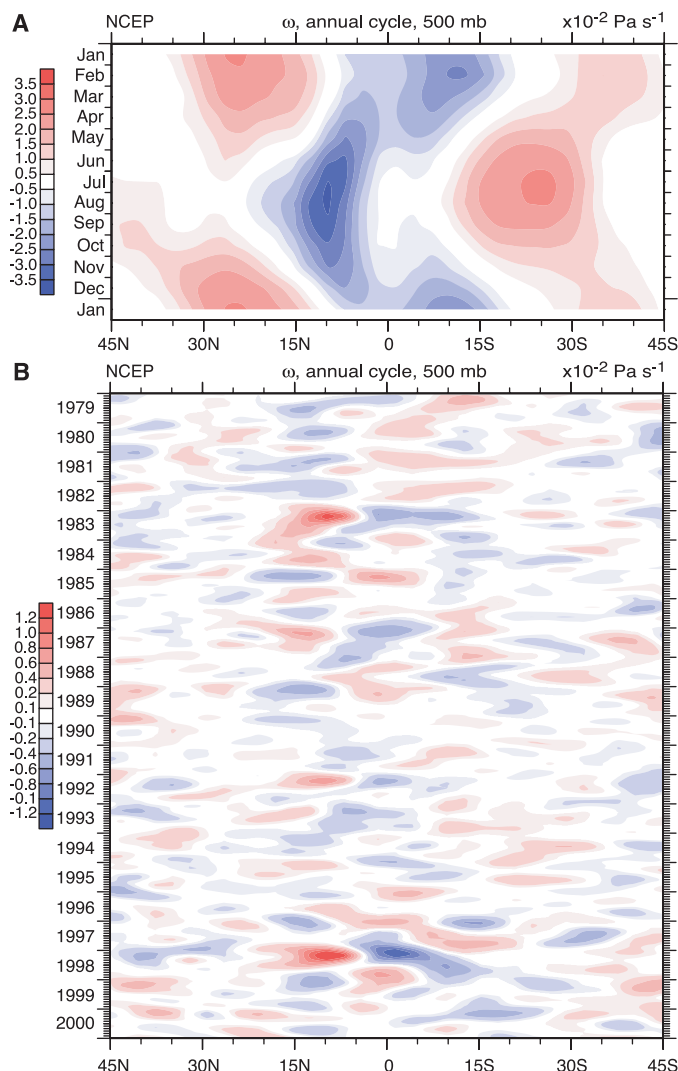 A NCEP ω, annual cycle, 500 mb x10-2 Pa s-1
3.5
3.0
2.5
2.0
1.5
1.0
0.5
-0.5
-1.0
-1.5
-2.0
-2.5
-3.0
-3.5
Jan
Feb
Mar
Apr
May
Jun
Jul
Aug
Sep
Oct
Nov
Dec
Jan
45N 30N 15N 0 15S 30S 45S
B NCEP ω, annual cycle, 500 mb x10-2 Pa s-1
1.2
1.0
0.8
0.6
0.4
0.2
0.1
-0.1
-0.2
-0.4
-0.6
-0.8
-0.1
-1.2
1979
1980
1981
1982
1983
1984
1985
1986
1987
1988
1989
1990
1991
1992
1993
1994
1995
1996
1997
1998
1999
2000
45N 30N 15N 0 15S 30S 45S